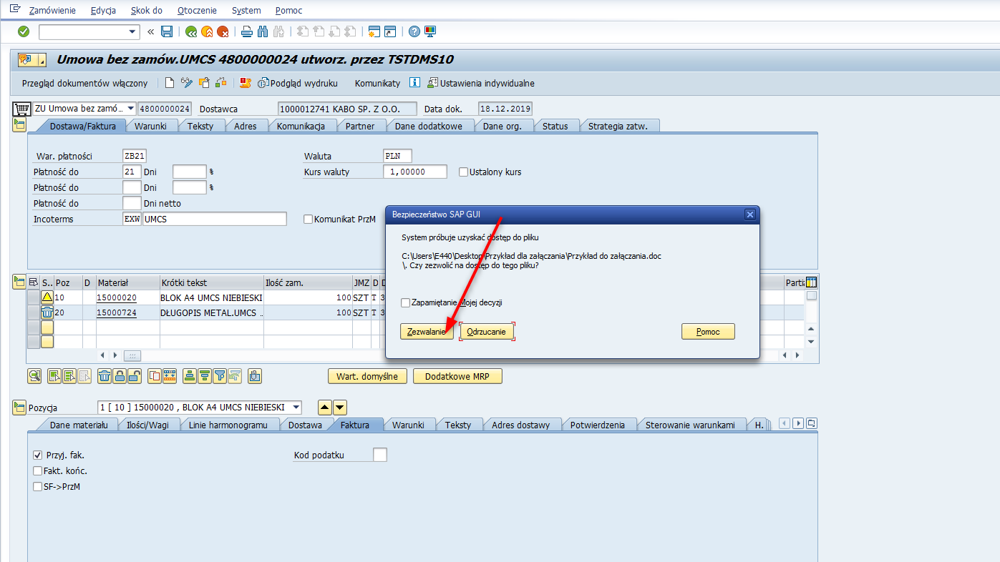 Zamówienie Edycja Skok do Otoczenie System Pomoc
Umowa bez zamów.UMCS 4800000024 utworz. przez TSTDMS10
Przegląd dokumentów włączony Podgląd wydruku Komunikaty Ustawienia indywidualne
ZU Umowa bez zamó... 4800000024 Dostawca 1000012741 KABO SP. Z O.O. Data dok. 18.12.2019
Dostawa/Faktura Warunki Teksty Adres Komunikacja Partner Dane dodatkowe Dane org. Status Strategia zatw.
War. płatności ZB21 Waluta PLN
Płatność do 21 Dni % Kurs waluty 1,00000 Ustalony kurs
Płatność do Dni %
Płatność do Dni netto
Incoterms EXW UMCS Komunikat PrzM
Bezpieczeństwo SAP GUI
System próbuje uzyskać dostęp do pliku
C:\Users\E440\Desktop\Przykład dla załączania\Przykład do załączania.doc
\. Czy zezwolić na dostęp do tego pliku?
Zapamiętanie Mojej decyzji
Zezwalanie Odrzucanie Pomoc
S.. Poz D Materiał Krótki tekst Ilość zam. JMZ D D Partia
10 15000020 BLOK A4 UMCS NIEBIESKI 100 SZT T 3
20 15000724 DŁUGOPIS METAL.UMCS .. 100 SZT T 3
Wart. domyślne Dodatkowe MRP
Pozycja 1 [ 10 ] 15000020 , BLOK A4 UMCS NIEBIESKI
Dane materiału Ilości/Wagi Linie harmonogramu Dostawa Faktura Warunki Teksty Adres dostawy Potwierdzenia Sterowanie warunkami H.
Przyj. fak. Kod podatku
Fakt. końc.
SF->PrzM